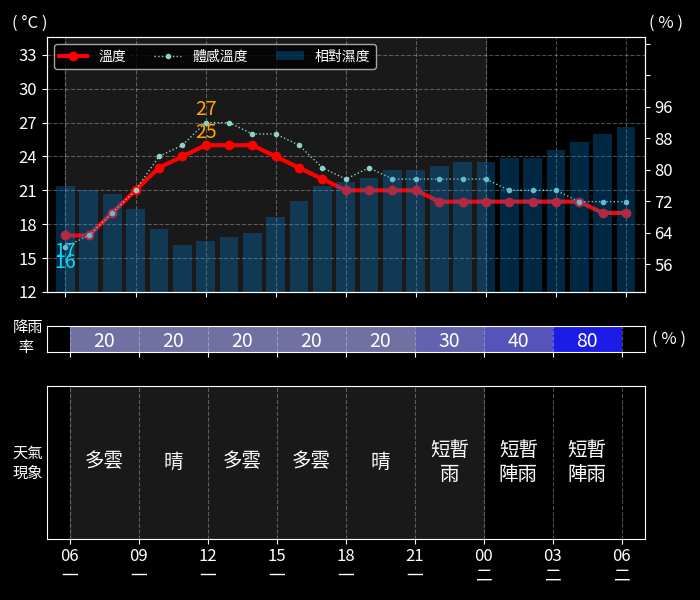 ( °C )
( % )
溫度
體感溫度
相對濕度
33
30
27
24
21
18
15
12
96
88
80
72
64
56
27
25
17
16
降雨
率
20
20
20
20
20
30
40
80
( % )
天氣
現象
多雲
晴
多雲
多雲
晴
短暫
雨
短暫
陣雨
短暫
陣雨
06
09
12
15
18
21
00
03
06
一
一
一
一
一
一
二
二
二